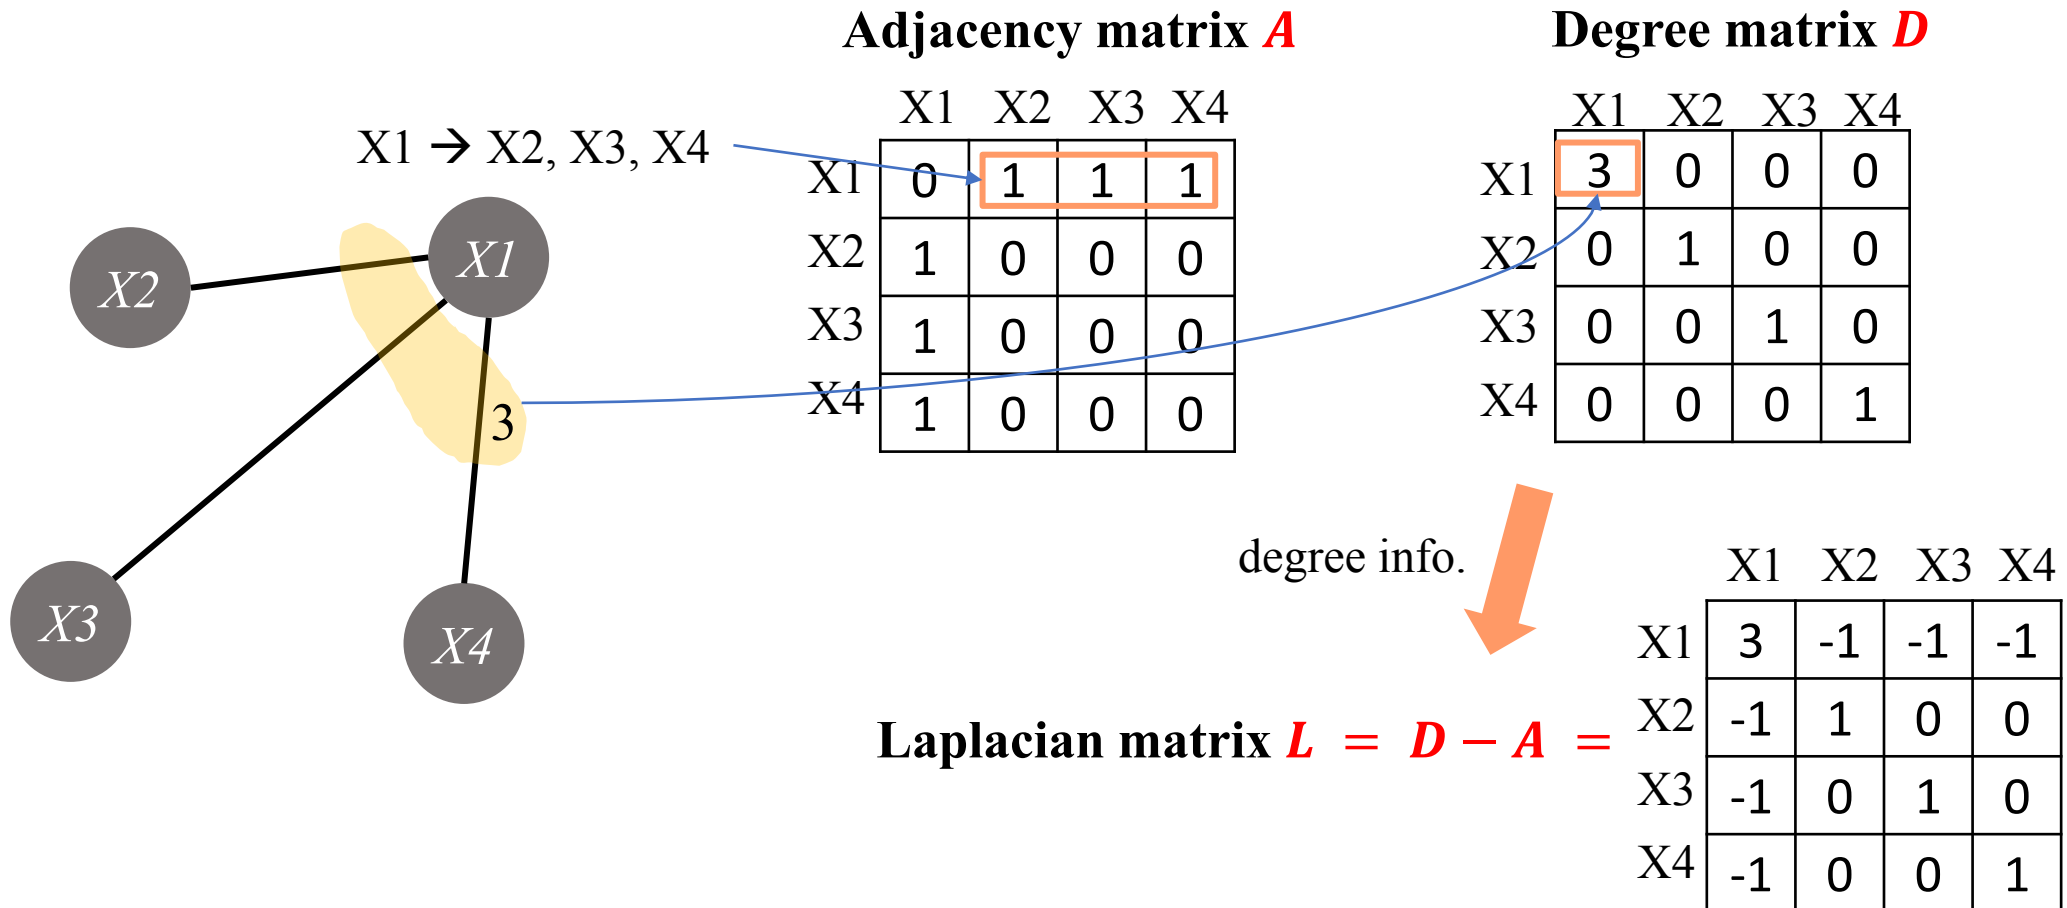 Adjacency matrix A
Degree matrix D
X1 → X2, X3, X4
X1 X2 X3 X4
X1 0 1 1 1
X2 1 0 0 0
X3 1 0 0 0
X4 1 0 0 0
X1 X2 X3 X4
X1 3 0 0 0
X2 0 1 0 0
X3 0 0 1 0
X4 0 0 0 1
X1
X2
3
X3
X4
degree info.
Laplacian matrix L = D − A =
X1 X2 X3 X4
X1 3 -1 -1 -1
X2 -1 1 0 0
X3 -1 0 1 0
X4 -1 0 0 1